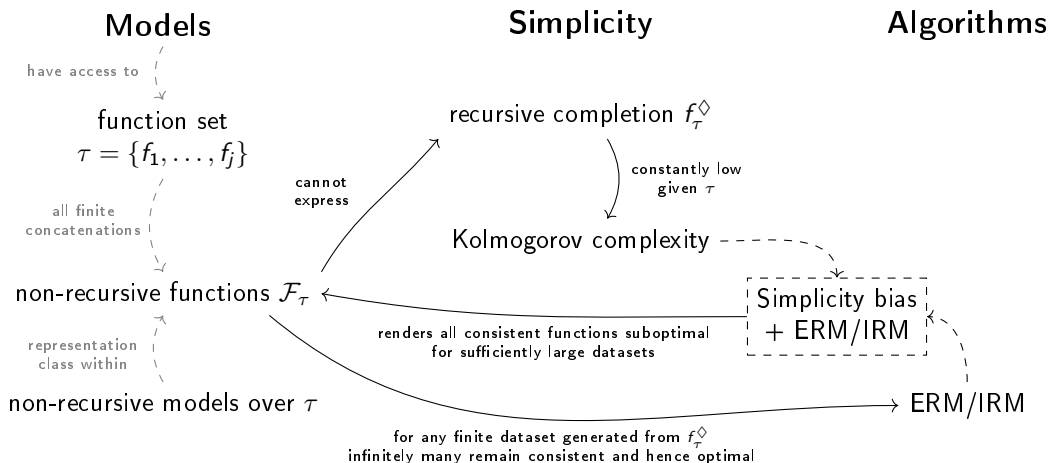 Models
Simplicity
Algorithms
have access to
function set
τ = {f₁, . . . , fⱼ}
recursive completion f_τ^◊
cannot
express
constantly low
given τ
all finite
concatenations
Kolmogorov complexity
non-recursive functions 𝓕_τ
Simplicity bias
+ ERM/IRM
renders all consistent functions suboptimal
for sufficiently large datasets
representation
class within
non-recursive models over τ
ERM/IRM
for any finite dataset generated from f_τ^◊
infinitely many remain consistent and hence optimal